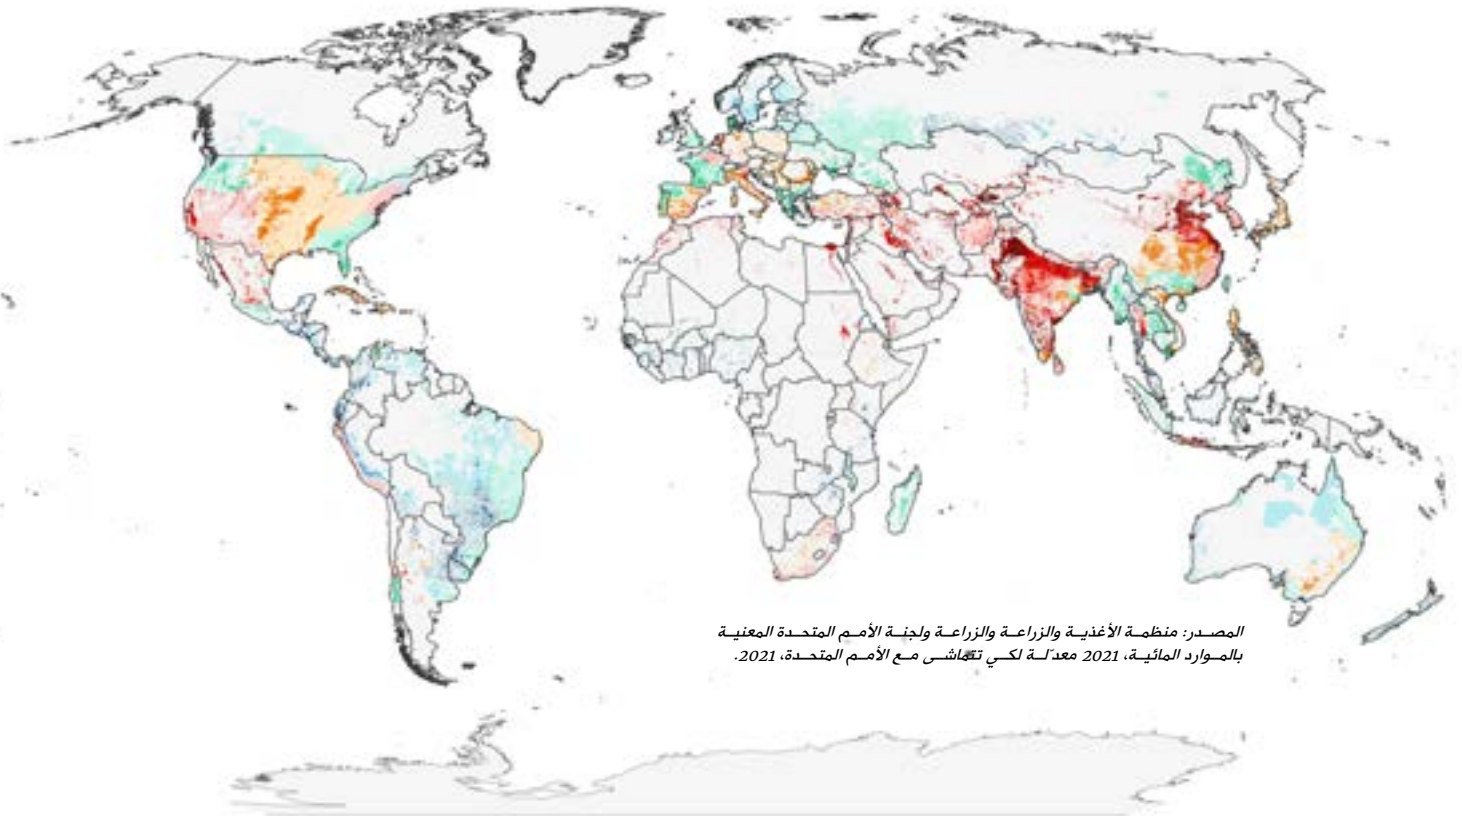 المصدر: منظمة الأغذية والزراعة والزراعة ولجنة الأمم المتحدة المعنية
بالموارد المائية، 2021 معدّلة لكي تتماشى مع الأمم المتحدة، 2021.